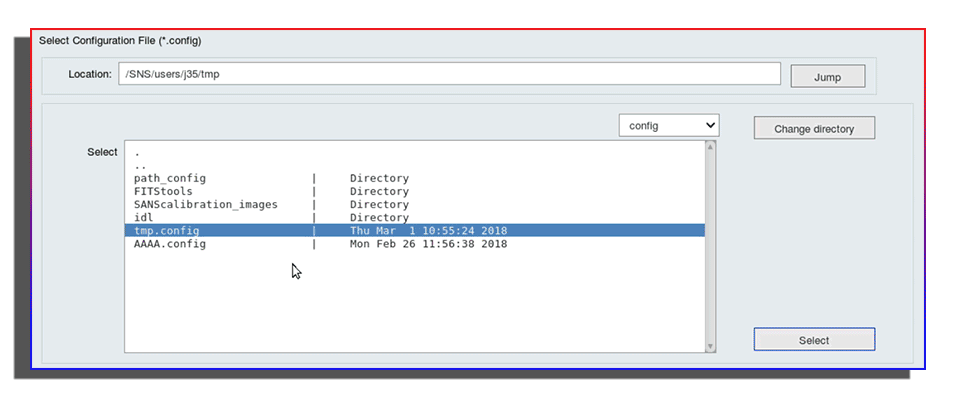 Select Configuration File (*.config)
Location: /SNS/users/j35/tmp Jump
config Change directory
Select .
..
path_config | Directory
FITStools | Directory
SANScalibration_images | Directory
idl | Directory
tmp.config | Thu Mar  1 10:55:24 2018
AAAA.config | Mon Feb 26 11:56:38 2018
Select